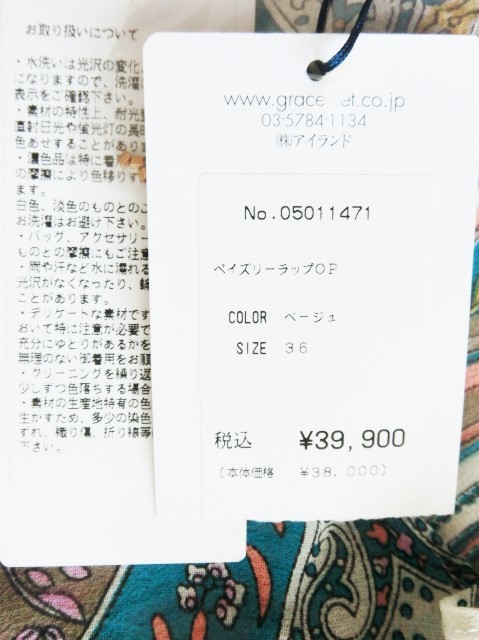 お取り扱いについて
・水洗いは光沢の変化、
になりますので、洗濯
表示をご確認下さい。
・素材の特性上、耐光
直射日光や蛍光灯の長時
色あせすることがあり
・濃色品は特に着
の摩擦により色移りす
ます。
白色、淡色のものとのこ
お洗濯はお避け下さい。
・バッグ、アクセサリー
ものとの摩擦にもご注意
・雨や汗など水に濡れる
光沢がなくなったり、
ことがあります。
・デリケートな素材です
おいて特に注意が必要で
充分にゆとりがあるかを
無理のない御着用をお願
・クリーニングを繰り返
少しずつ色落ちする場合
・素材の生産地特有の色
生かすため、多少の染色
ずれ、織り傷、折り線等
下さい。
www.grace et.co.jp
03-5784-1134
㈱アイランド
No.05011471
ペイズリーラップOP
COLOR ベージュ
SIZE 36
税込 ¥39,900
(本体価格 ¥38,000)